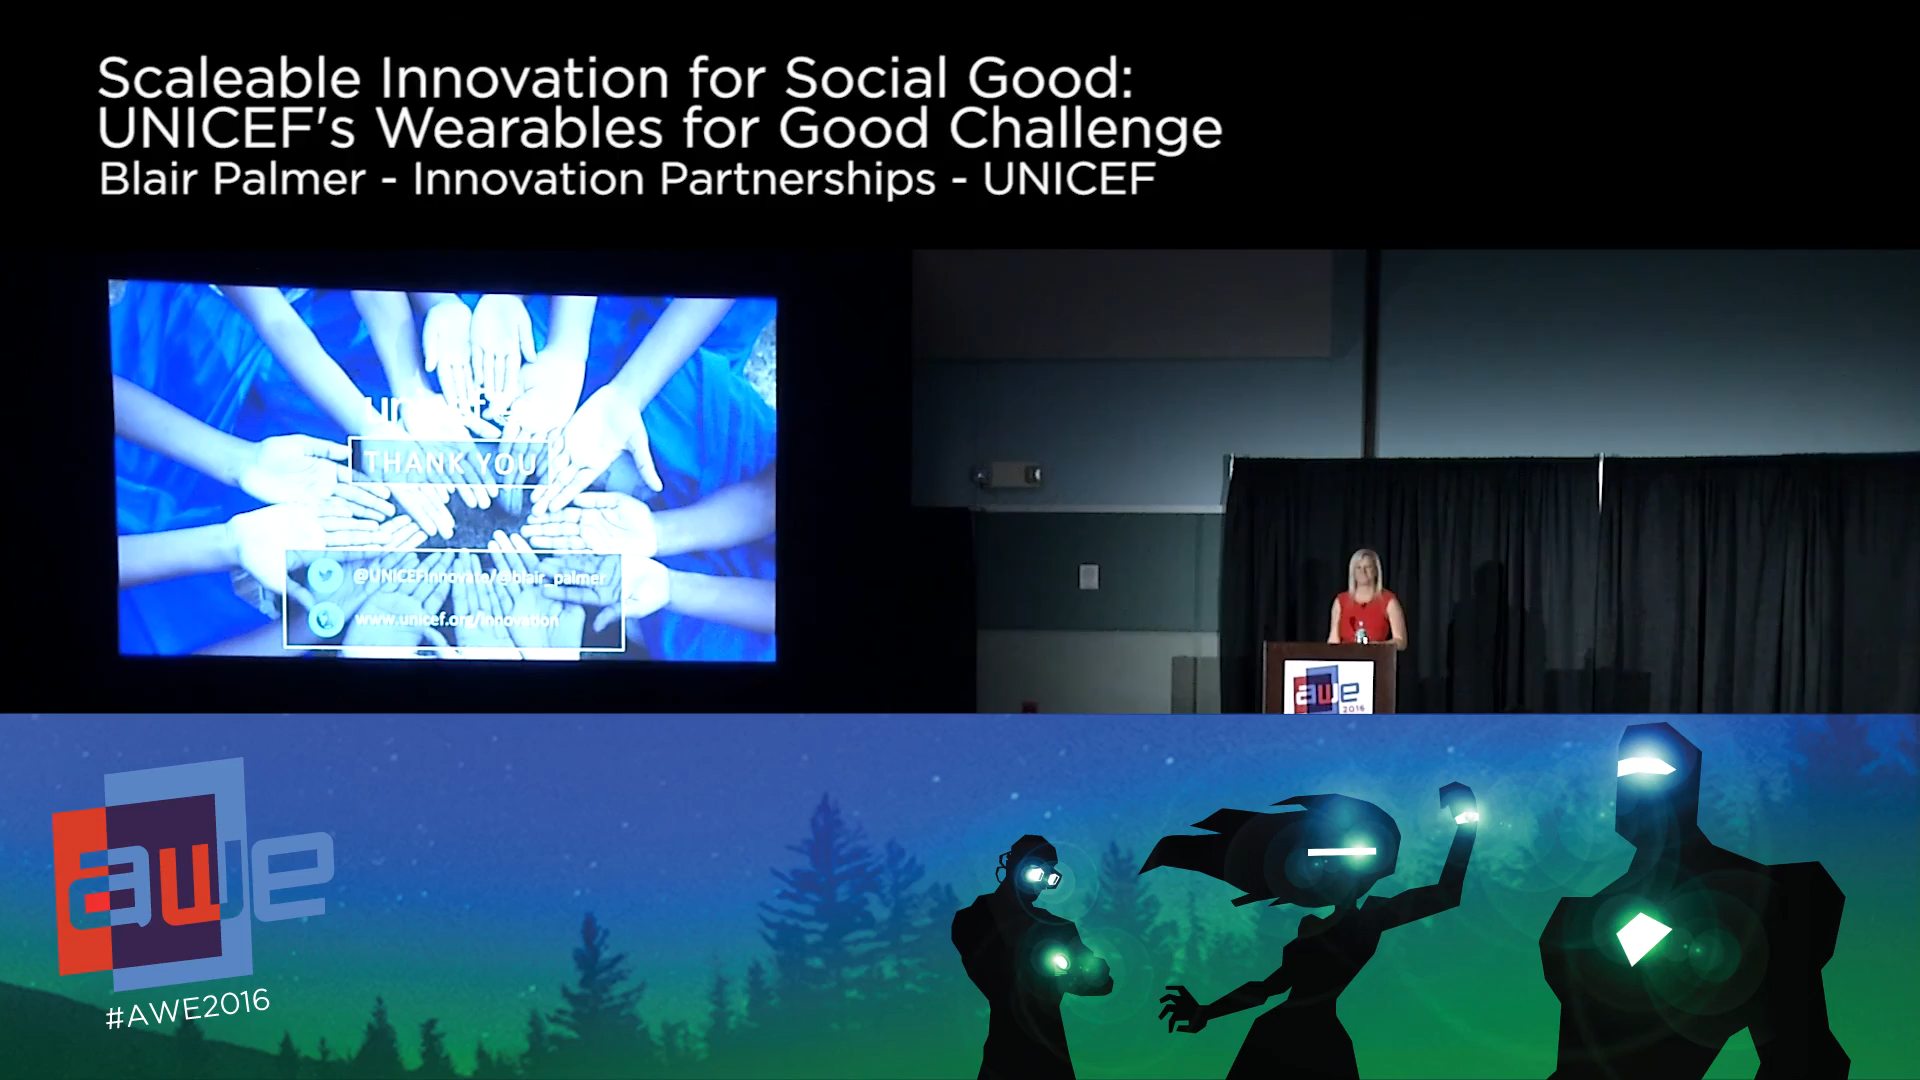 Scaleable Innovation for Social Good:
UNICEF's Wearables for Good Challenge
Blair Palmer - Innovation Partnerships - UNICEF
unicef
THANK YOU
@UNICEFInnovate/@blair_palmer
www.unicef.org/innovation
awe
2016
awe
#AWE2016